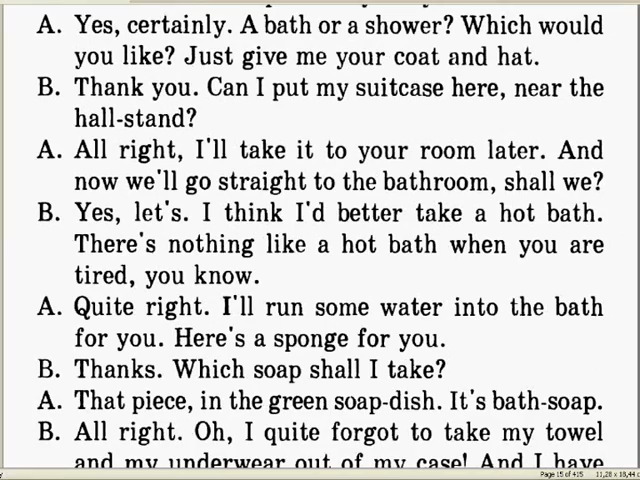 A. Yes, certainly. A bath or a shower? Which would
you like? Just give me your coat and hat.
B. Thank you. Can I put my suitcase here, near the
hall-stand?
A. All right, I'll take it to your room later. And
now we'll go straight to the bathroom, shall we?
B. Yes, let's. I think I'd better take a hot bath.
There's nothing like a hot bath when you are
tired, you know.
A. Quite right. I'll run some water into the bath
for you. Here's a sponge for you.
B. Thanks. Which soap shall I take?
A. That piece, in the green soap-dish. It's bath-soap.
B. All right. Oh, I quite forgot to take my towel
and my underwear out of my case! And I have
Page 15 of 415 11,28 x 18,44 c